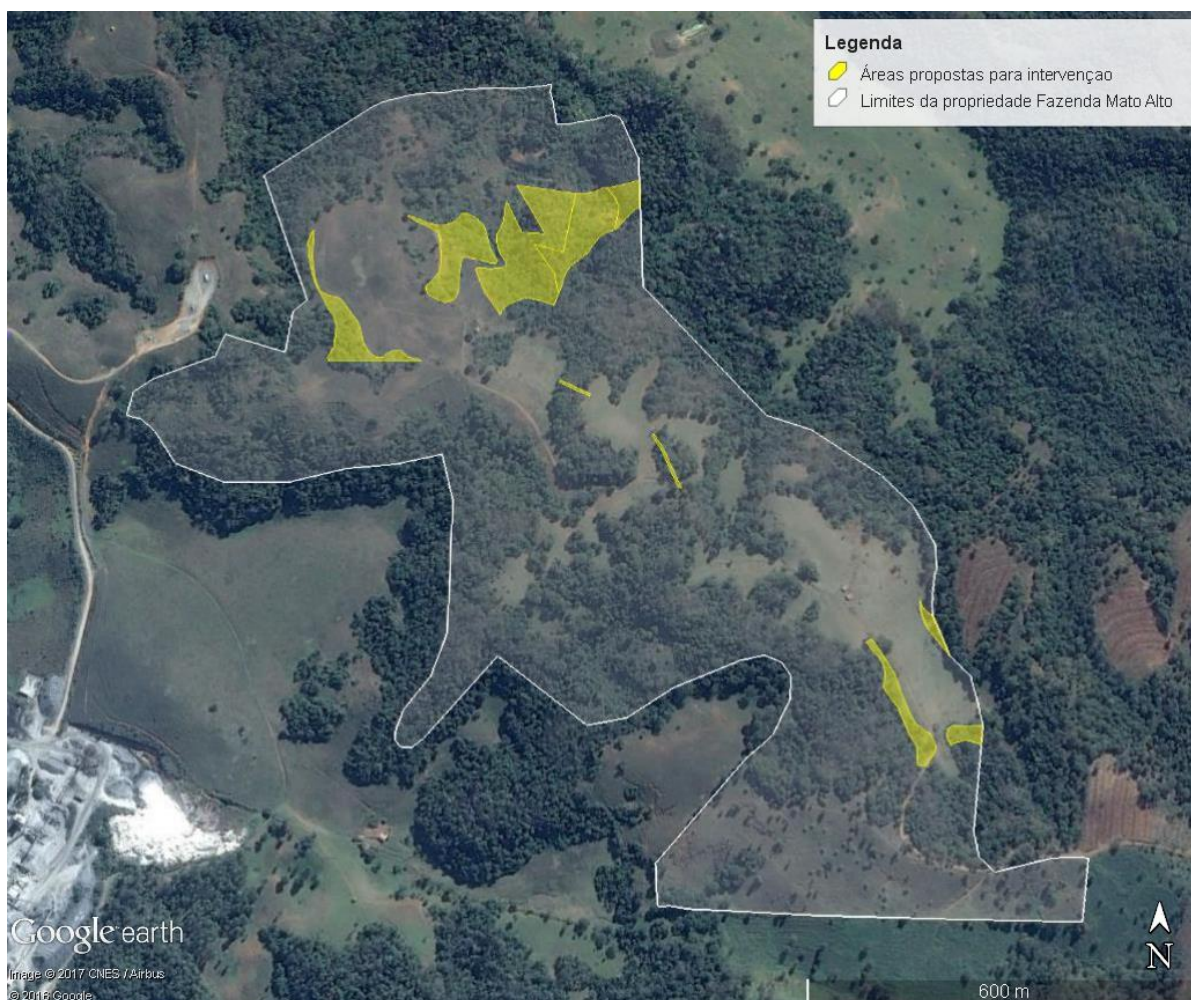 Legenda
Áreas propostas para intervençao
Limites da propriedade Fazenda Mato Alto
Google earth
Image © 2017 CNES / Airbus
© 2016 Google
N
600 m